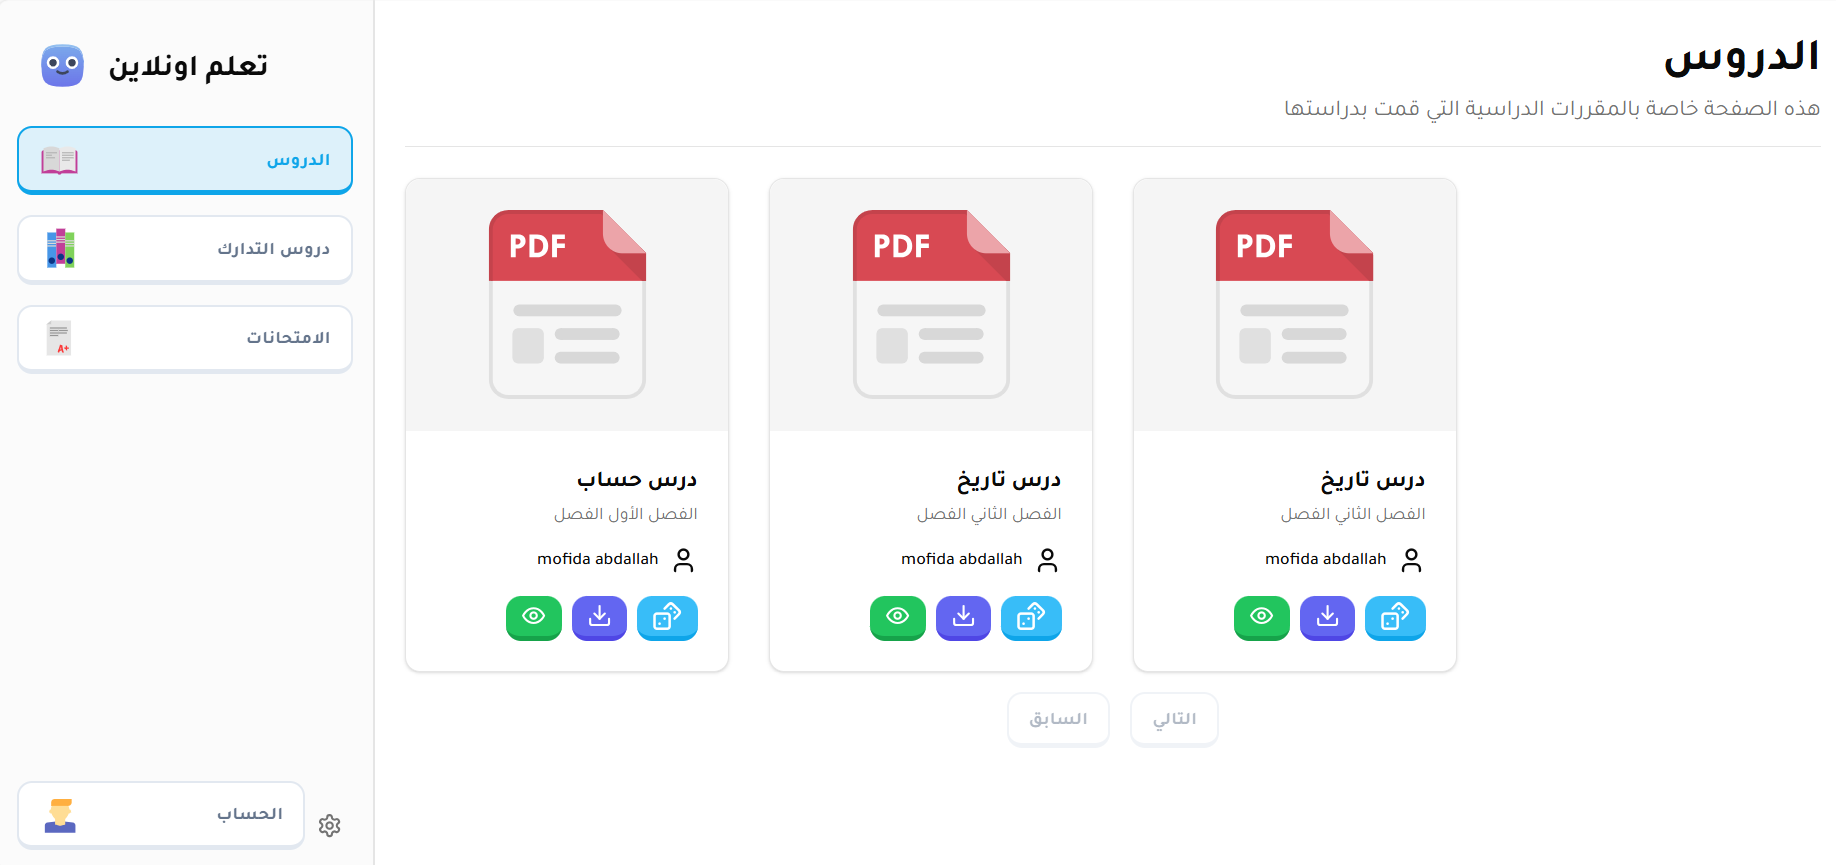 تعلم اونلاين
الدروس
دروس التدارك
الامتحانات
A+
الحساب
الدروس
هذه الصفحة خاصة بالمقررات الدراسية التي قمت بدراستها
PDF
درس تاريخ
الفصل الثاني الفصل
mofida abdallah
PDF
درس تاريخ
الفصل الثاني الفصل
mofida abdallah
PDF
درس حساب
الفصل الأول الفصل
mofida abdallah
التالي
السابق